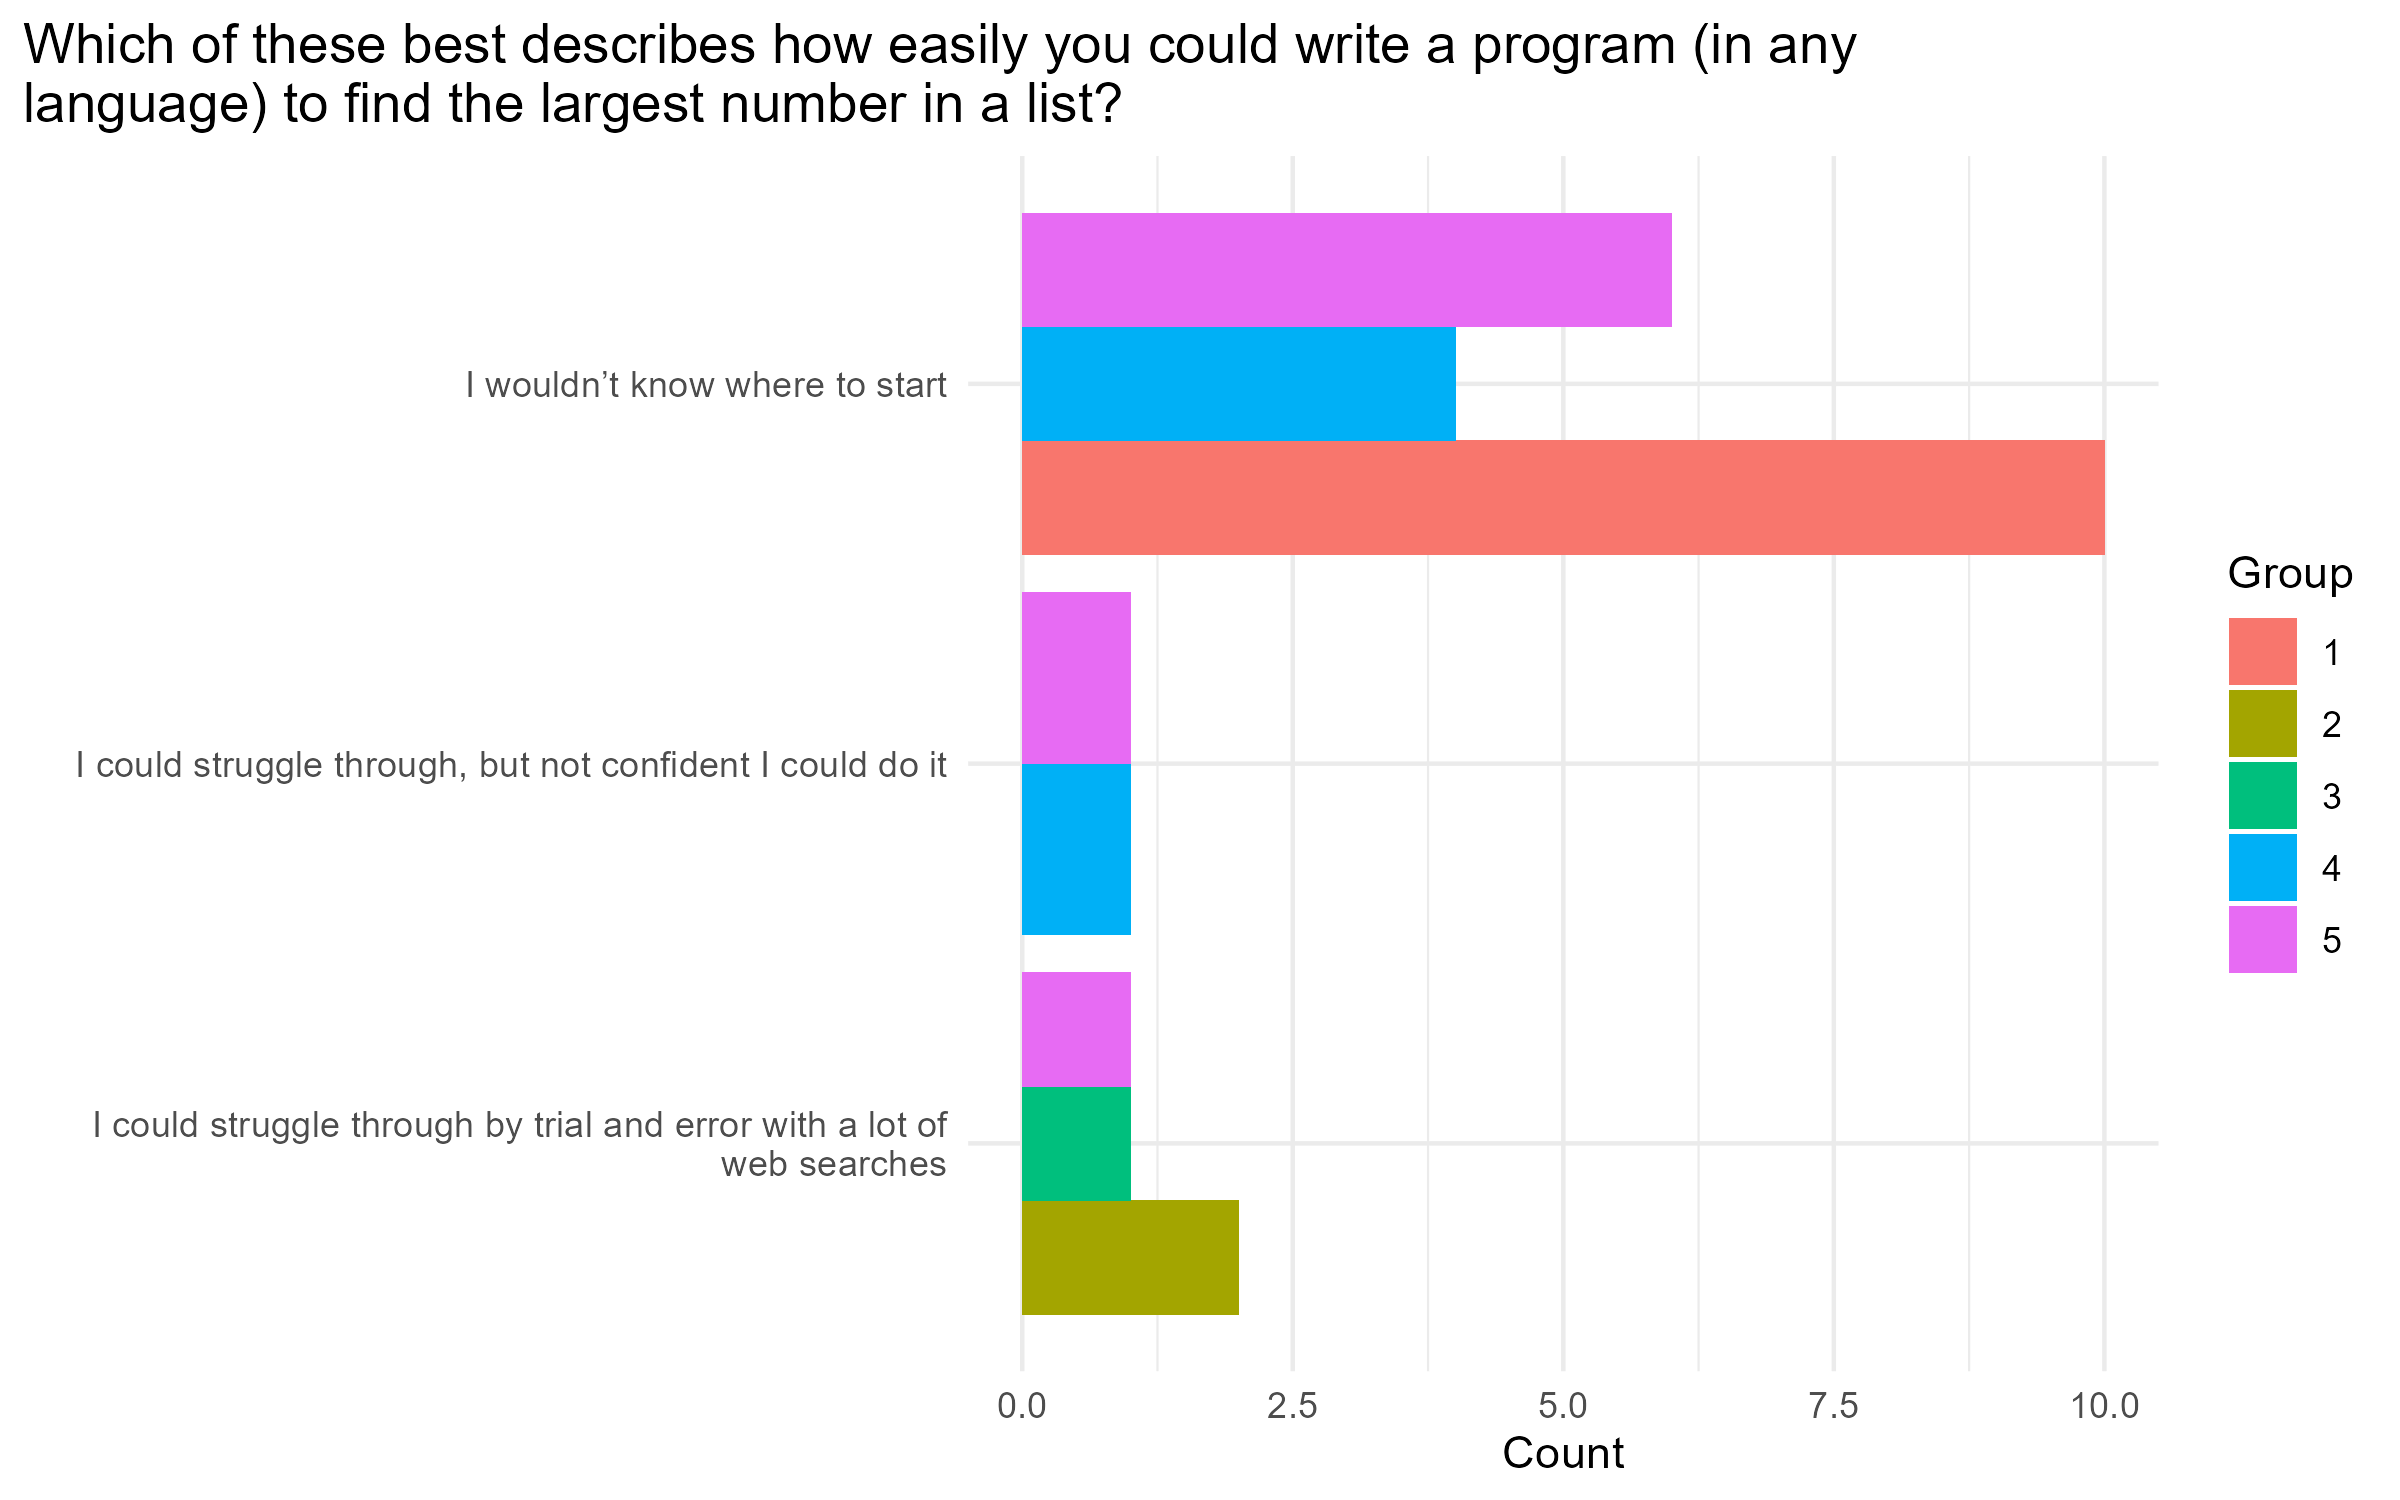 Which of these best describes how easily you could write a program (in any
language) to find the largest number in a list?
I wouldn’t know where to start
I could struggle through, but not confident I could do it
I could struggle through by trial and error with a lot of
web searches
0.0 2.5 5.0 7.5 10.0
Count
Group
1
2
3
4
5